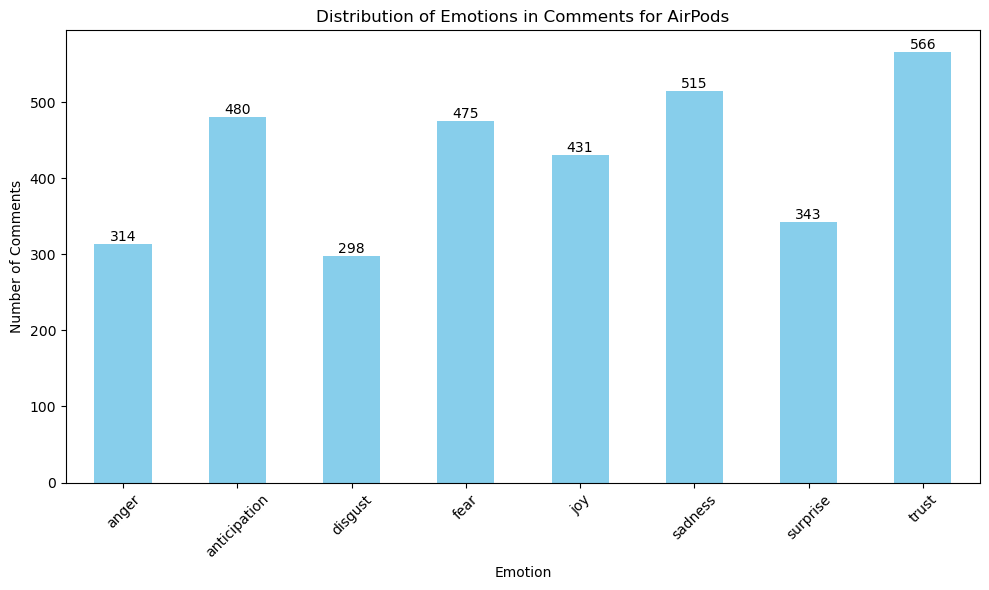 Distribution of Emotions in Comments for AirPods
566
515
480
475
431
343
314
298
500
400
300
200
100
0
Number of Comments
anger
anticipation
disgust
fear
joy
sadness
surprise
trust
Emotion